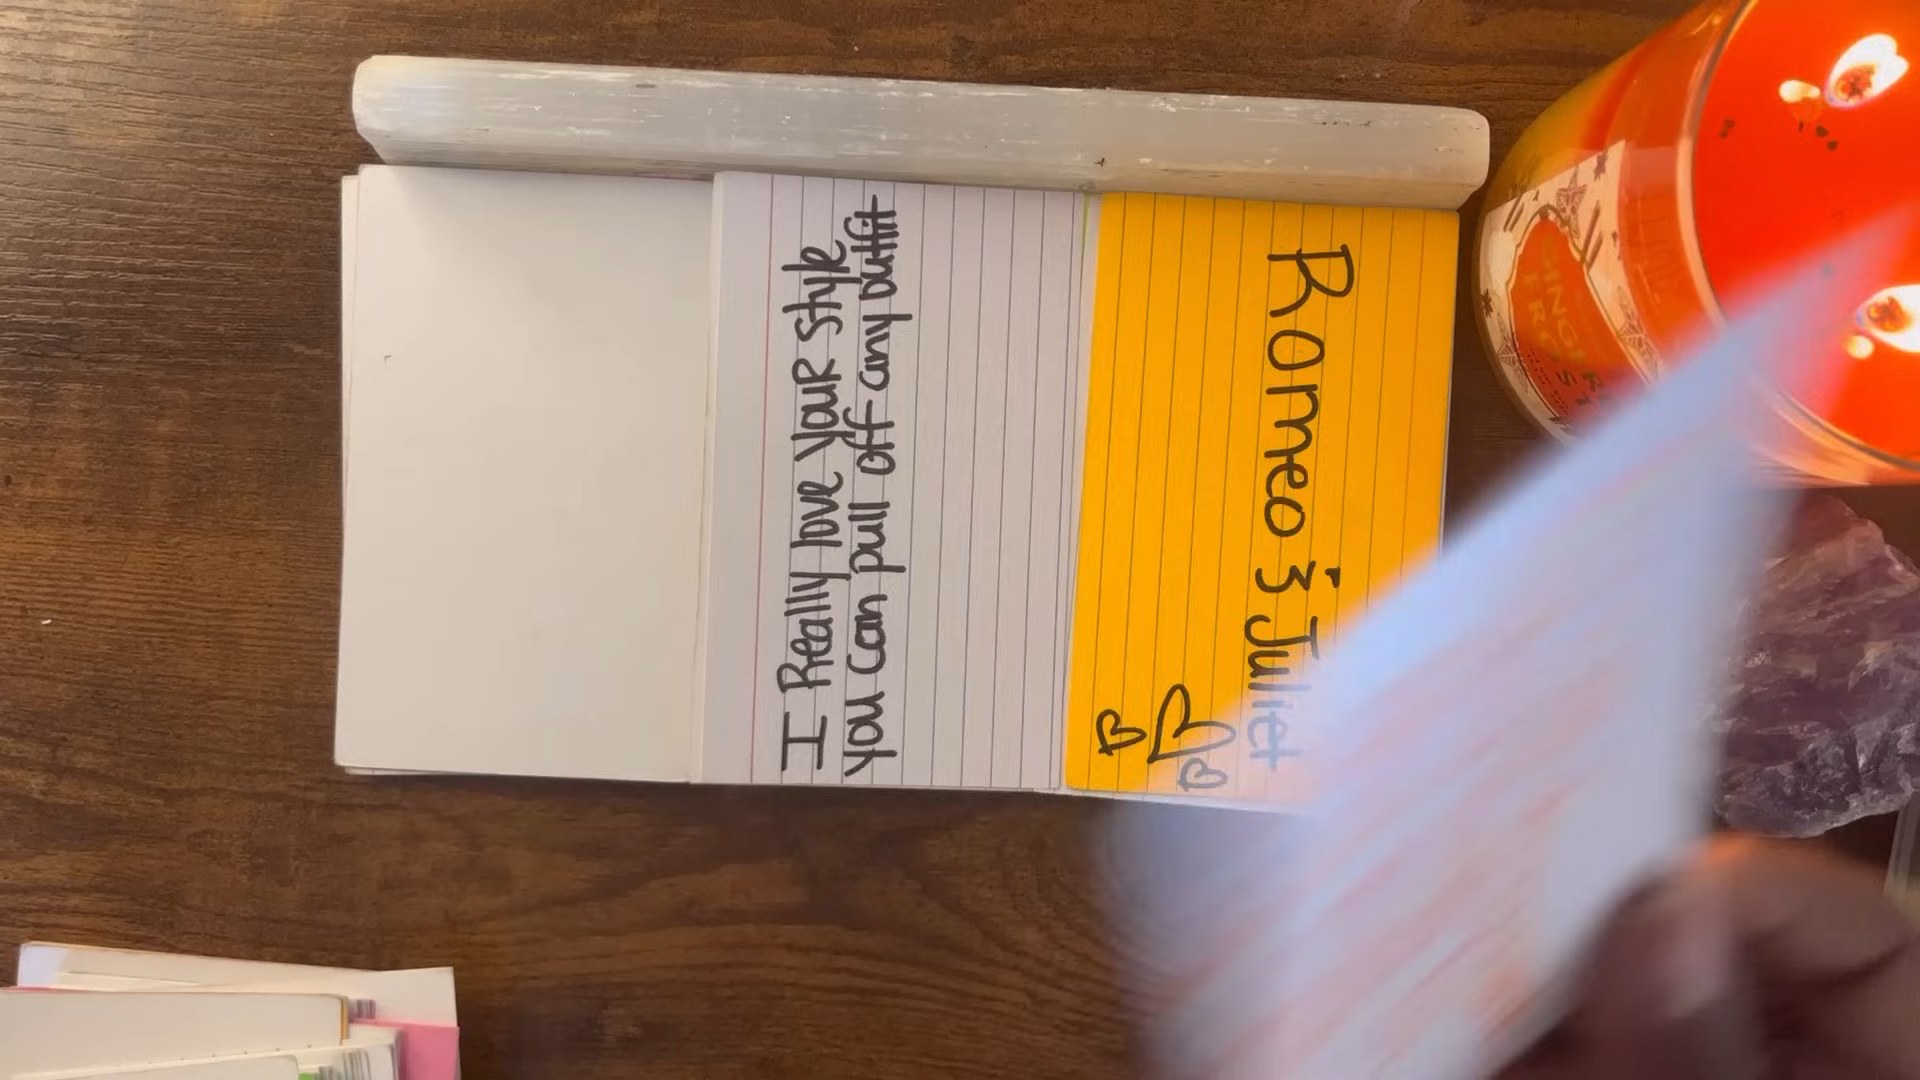 I Really love your style
you can pull off any outfit
Romeo & Juliet